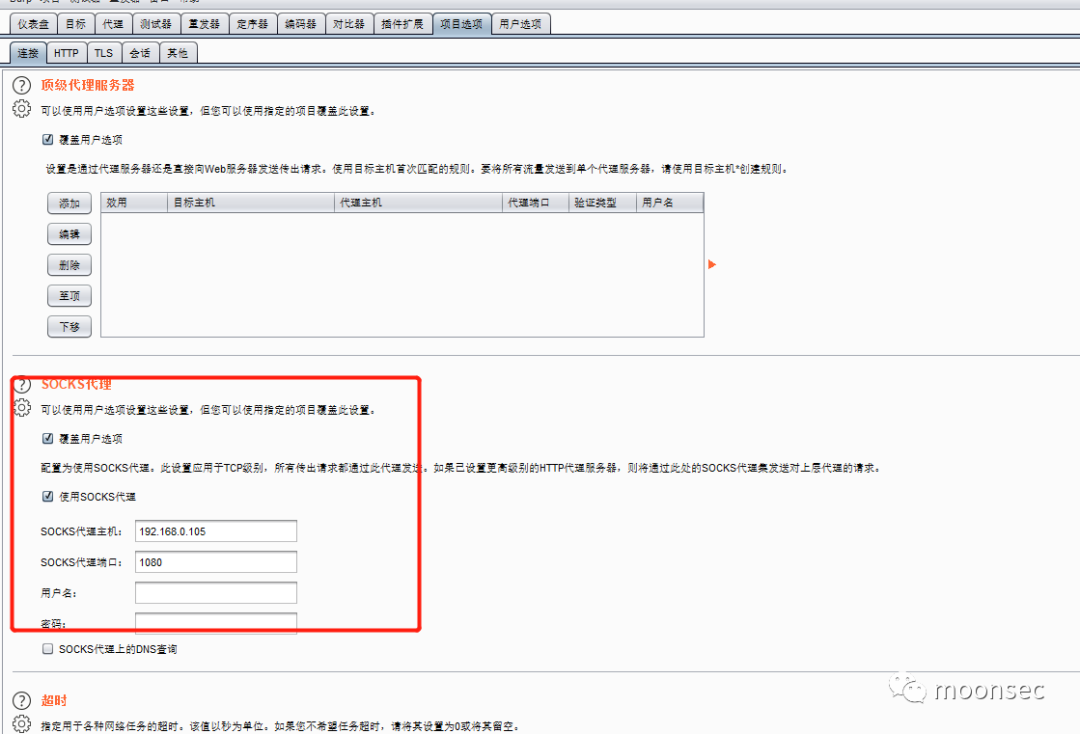 仪表盘 目标 代理 测试器 重发器 定序器 编码器 对比器 插件扩展 项目选项 用户选项
连接 HTTP TLS 会话 其他
? 顶级代理服务器
可以使用用户选项设置这些设置，但您可以使用指定的项目覆盖此设置。
覆盖用户选项
设置是通过代理服务器还是直接向Web服务器发送传出请求。使用目标主机首次匹配的规则。要将所有流量发送到单个代理服务器，请使用目标主机*创建规则。
添加 效用 目标主机 代理主机 代理端口 验证类型 用户名
编辑
删除
至顶
下移
? SOCKS代理
可以使用用户选项设置这些设置，但您可以使用指定的项目覆盖此设置。
覆盖用户选项
配置为使用SOCKS代理。此设置应用于TCP级别，所有传出请求都通过此代理发送。如果已设置更高级别的HTTP代理服务器，则将通过此处的SOCKS代理集发送对上层代理的请求。
使用SOCKS代理
SOCKS代理主机： 192.168.0.105
SOCKS代理端口： 1080
用户名：
密码：
SOCKS代理上的DNS查询
? 超时
指定用于各种网络任务的超时。该值以秒为单位。如果您不希望任务超时，请将其设置为0或将其留空。
moonsec